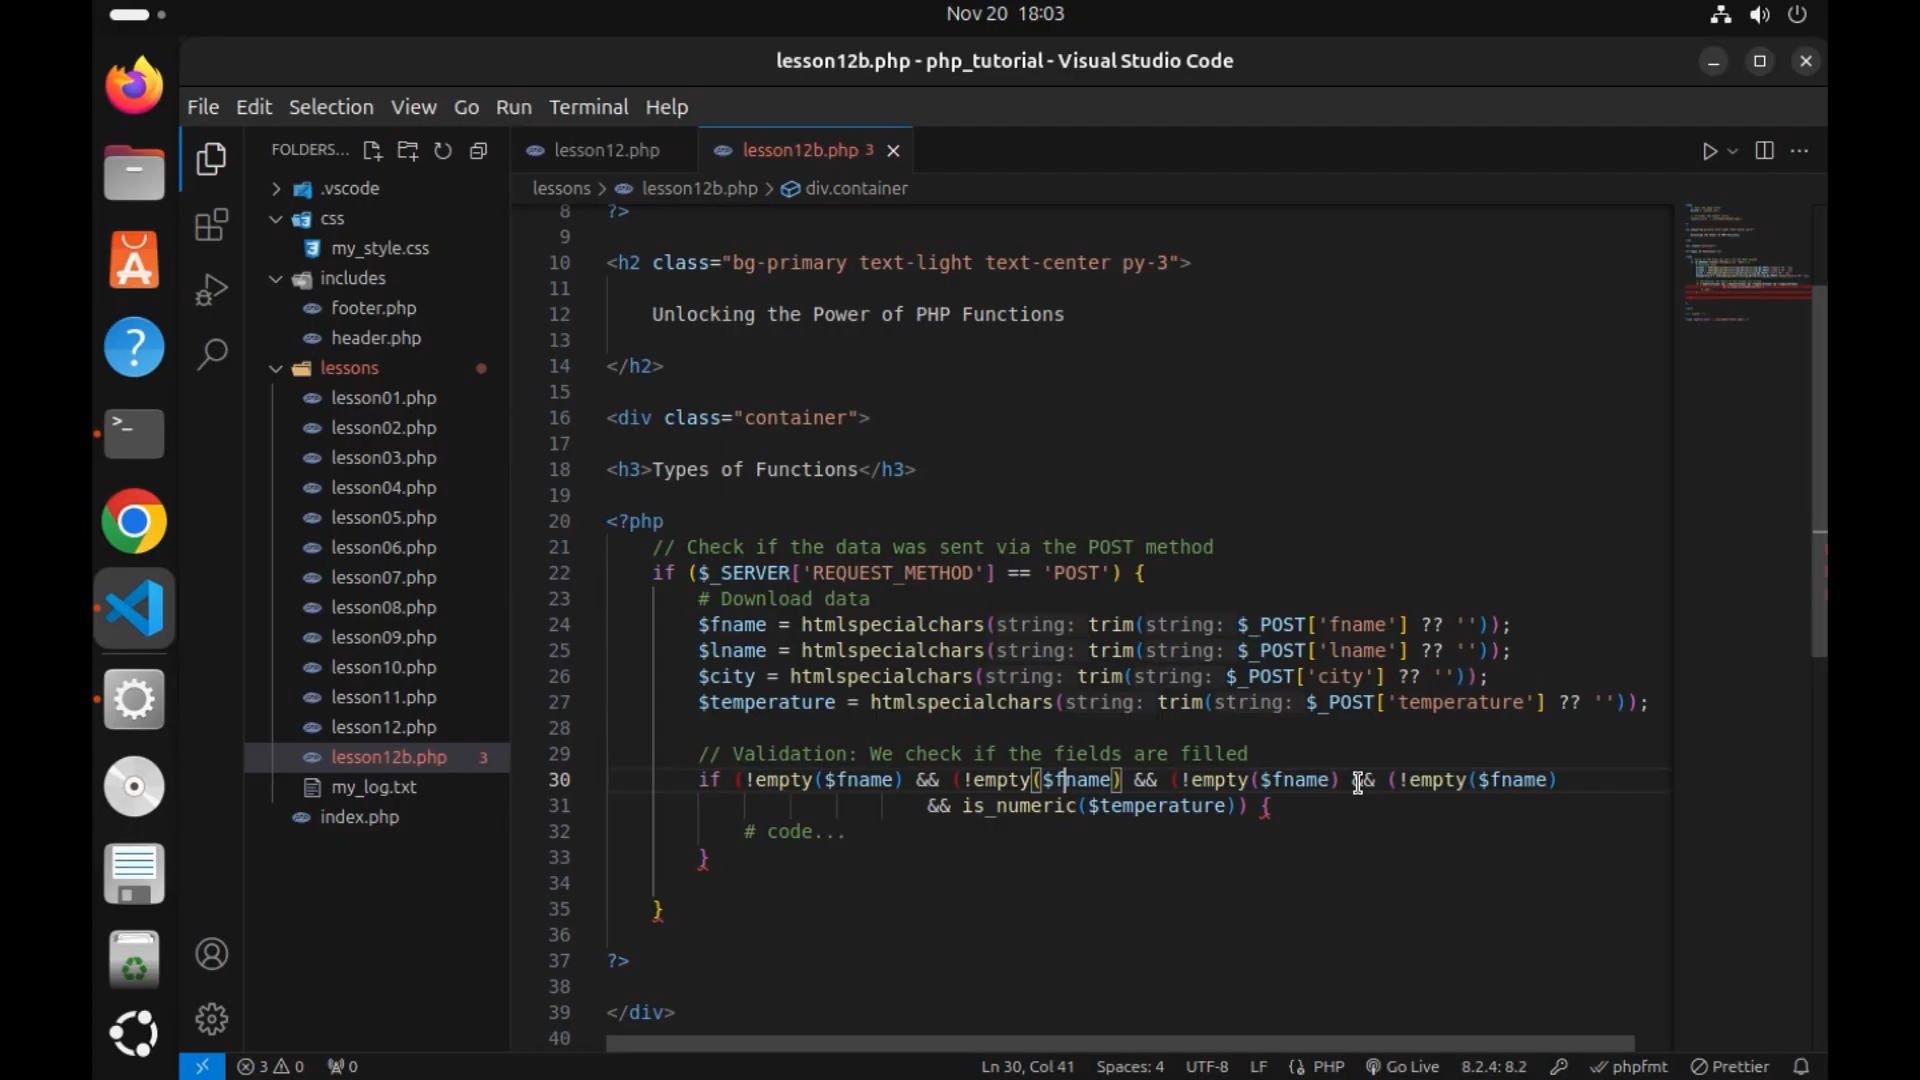 Nov 20 18:03
lesson12b.php - php_tutorial - Visual Studio Code
File Edit Selection View Go Run Terminal Help
FOLDERS...
lesson12.php
lesson12b.php 3
lessons > lesson12b.php > div.container
.vscode
css
my_style.css
includes
footer.php
header.php
lessons
lesson01.php
lesson02.php
lesson03.php
lesson04.php
lesson05.php
lesson06.php
lesson07.php
lesson08.php
lesson09.php
lesson10.php
lesson11.php
lesson12.php
lesson12b.php 3
my_log.txt
index.php
8 ?>
9
10 <h2 class="bg-primary text-light text-center py-3">
11
12 Unlocking the Power of PHP Functions
13
14 </h2>
15
16 <div class="container">
17
18 <h3>Types of Functions</h3>
19
20 <?php
21 // Check if the data was sent via the POST method
22 if ($_SERVER['REQUEST_METHOD'] == 'POST') {
23 # Download data
24 $fname = htmlspecialchars(string: trim(string: $_POST['fname'] ?? ''));
25 $lname = htmlspecialchars(string: trim(string: $_POST['lname'] ?? ''));
26 $city = htmlspecialchars(string: trim(string: $_POST['city'] ?? ''));
27 $temperature = htmlspecialchars(string: trim(string: $_POST['temperature'] ?? ''));
28
29 // Validation: We check if the fields are filled
30 if (!empty($fname) && (!empty($fname) && (!empty($fname) && (!empty($fname)
31 && is_numeric($temperature)) {
32 # code...
33 }
34
35 }
36
37 ?>
38
39 </div>
40
3 0 0 Ln 30, Col 41 Spaces: 4 UTF-8 LF {} PHP Go Live 8.2.4: 8.2 phpfmt Prettier